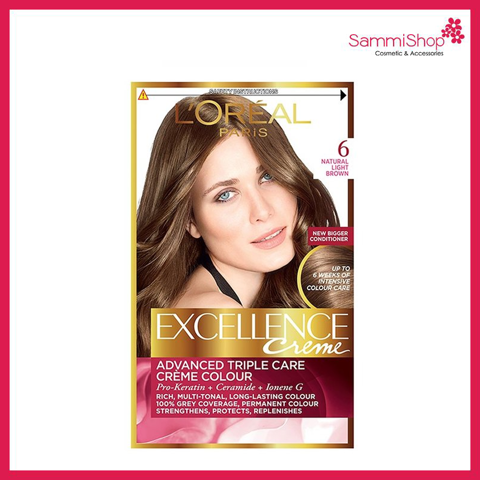 SammiShop
Cosmetic & Accessories
SAFETY INSTRUCTIONS
L'ORÉAL
PARIS
6
NATURAL
LIGHT
BROWN
NEW BIGGER
CONDITIONER
UP TO
6 WEEKS OF
INTENSIVE
COLOUR CARE
EXCELLENCE
Creme
ADVANCED TRIPLE CARE
CRÈME COLOUR
Pro-Keratin + Ceramide + Ionene G
RICH, MULTI-TONAL, LONG-LASTING COLOUR
100% GREY COVERAGE, PERMANENT COLOUR
STRENGTHENS, PROTECTS, REPLENISHES